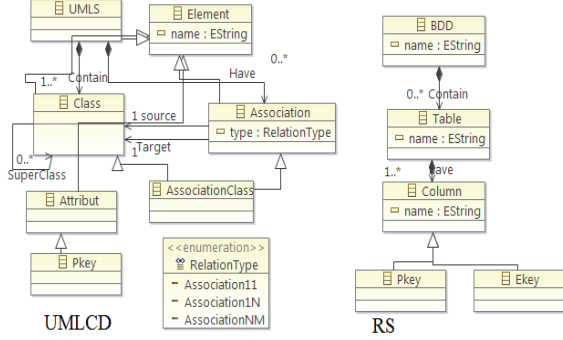 UMLS
Element
name : EString
1..*
Contain
Have
0..*
Class
1 source
Association
type : RelationType
0..*
SuperClass
Target
1
AssociationClass
Attribut
Pkey
<<enumeration>>
RelationType
Association11
Association1N
AssociationNM
UMLCD
BDD
name : EString
0..* Contain
Table
name : EString
1..*
Have
Column
name : EString
Pkey
Ekey
RS